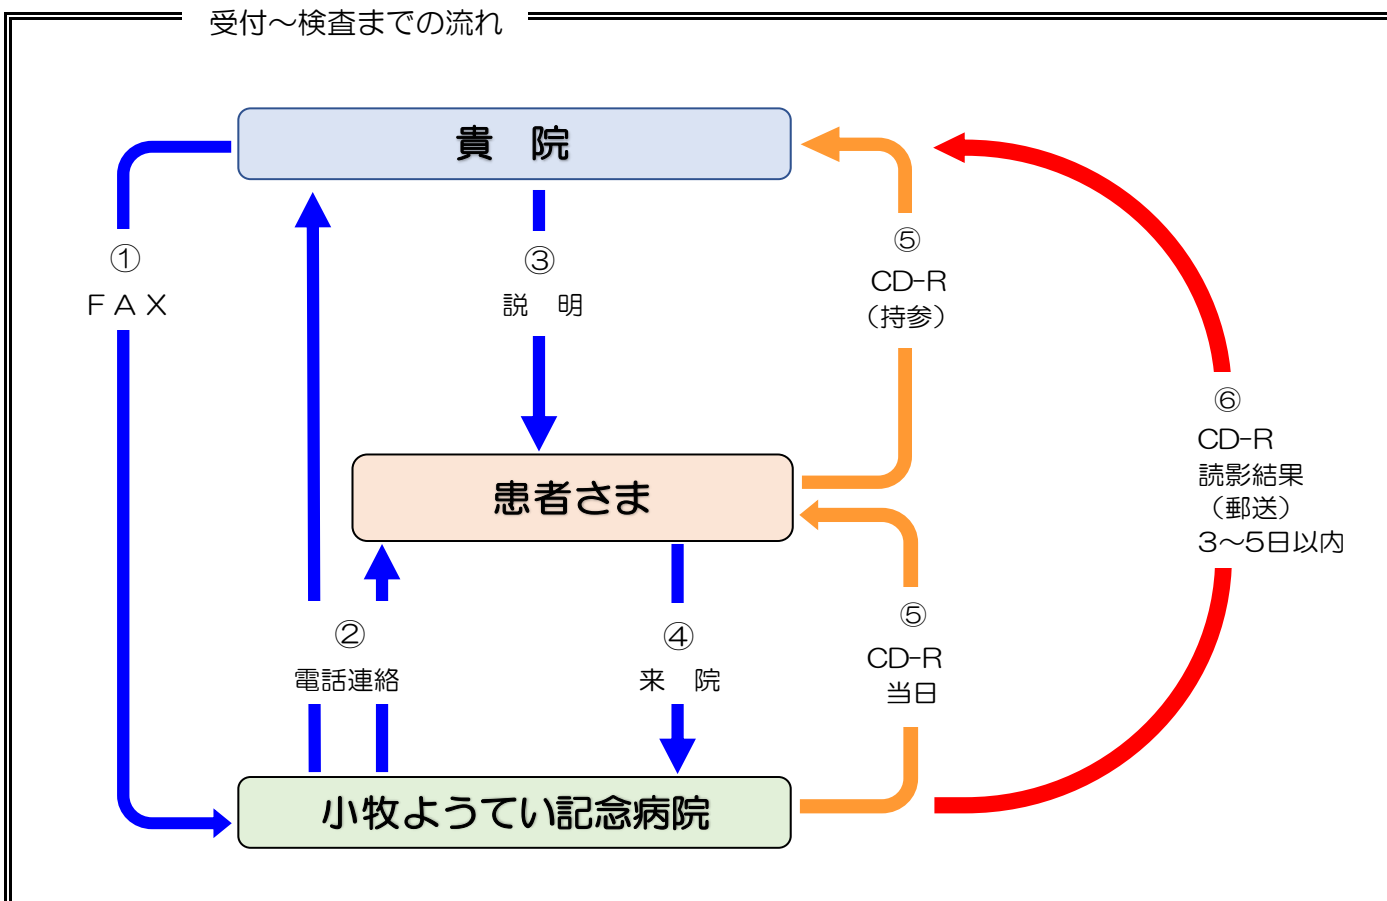 受付～検査までの流れ
貴　院
①
ＦＡＸ
③
説　明
⑤
CD-R
（持参）
⑥
CD-R
読影結果
（郵送）
3～5日以内
患者さま
②
電話連絡
④
来　院
⑤
CD-R
当日
小牧ようてい記念病院